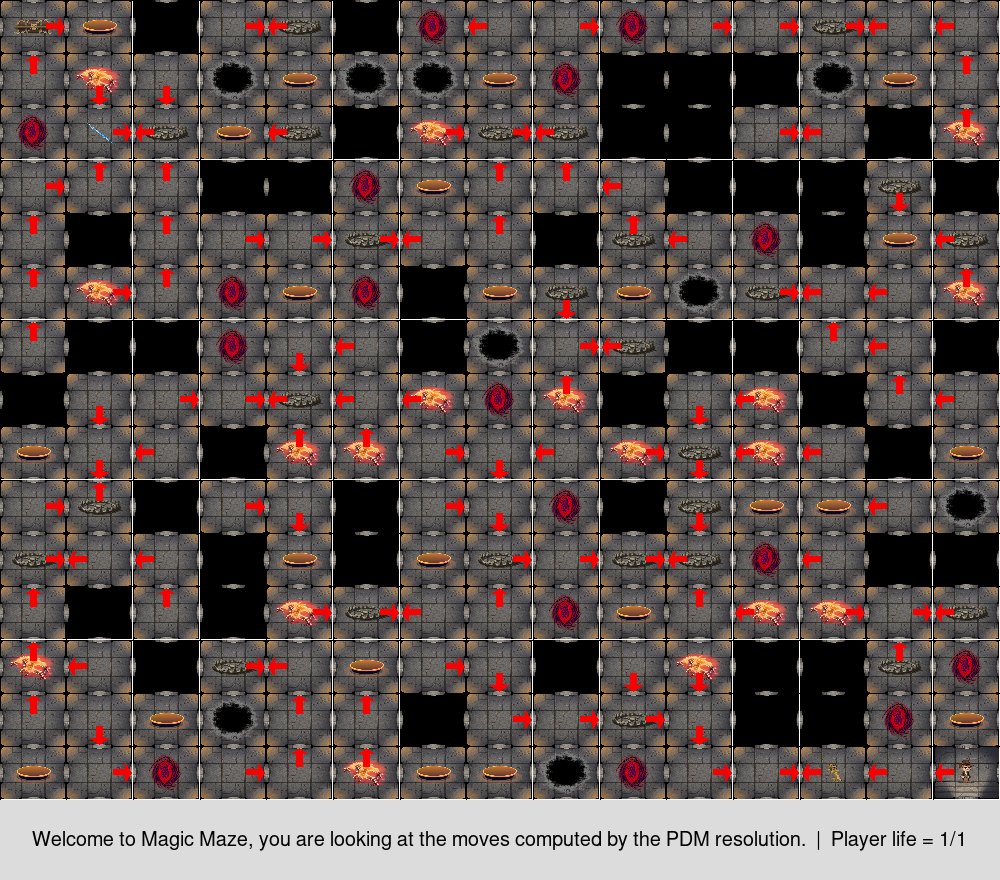 Welcome to Magic Maze, you are looking at the moves computed by the PDM resolution.  |  Player life = 1/1